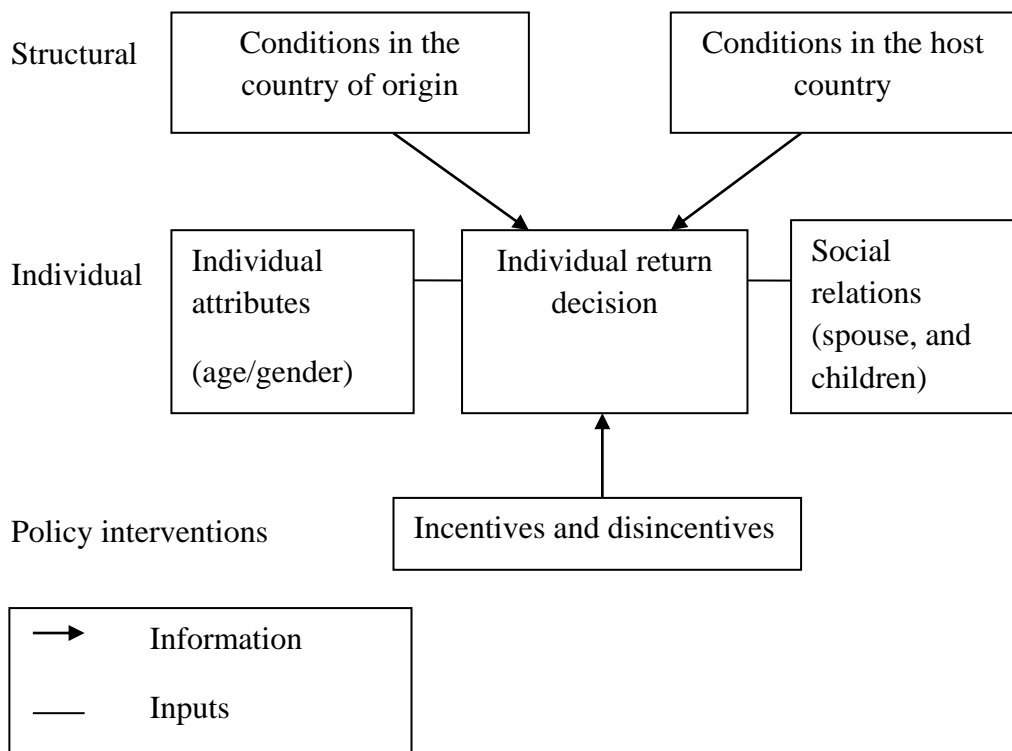 Structural
Conditions in the
country of origin
Conditions in the host
country
Individual
Individual
attributes
(age/gender)
Individual return
decision
Social
relations
(spouse, and
children)
Policy interventions
Incentives and disincentives
Information
Inputs